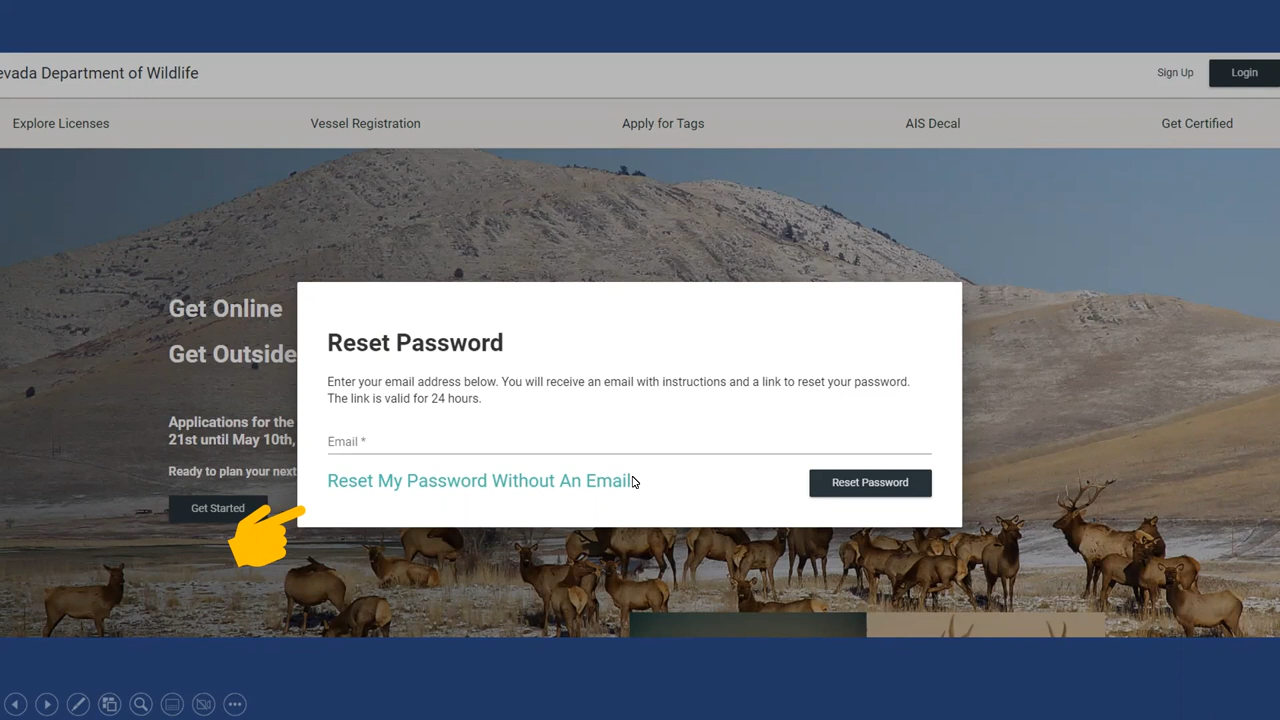 evada Department of Wildlife
Sign Up
Login
Explore Licenses
Vessel Registration
Apply for Tags
AIS Decal
Get Certified
Get Online
Get Outside
Applications for the
21st until May 10th,
Ready to plan your next
Get Started
Reset Password
Enter your email address below. You will receive an email with instructions and a link to reset your password.
The link is valid for 24 hours.
Email *
Reset My Password Without An Email
Reset Password